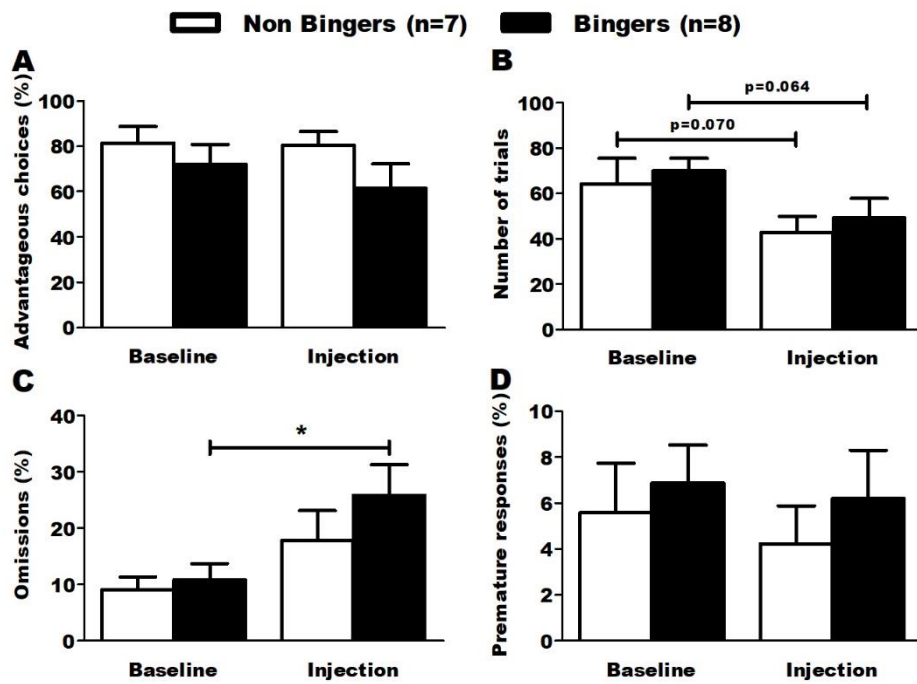 Non Bingers (n=7) Bingers (n=8)
A
Advantageous choices (%)
100
80
60
40
20
0
Baseline Injection
B
Number of trials
100
80
60
40
20
0
p=0.064
p=0.070
Baseline Injection
C
Omissions (%)
40
30
20
10
0
*
Baseline Injection
D
Premature responses (%)
10
8
6
4
2
0
Baseline Injection